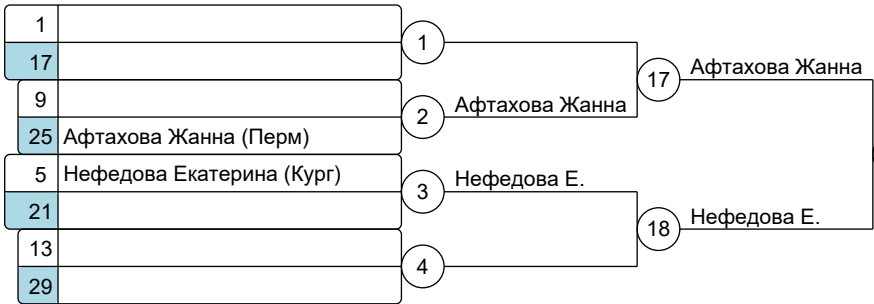 1
1
17
17
Афтахова Жанна
9
2
Афтахова Жанна
25
Афтахова Жанна (Перм)
5
Нефедова Екатерина (Кург)
3
Нефедова Е.
21
18
Нефедова Е.
13
4
29